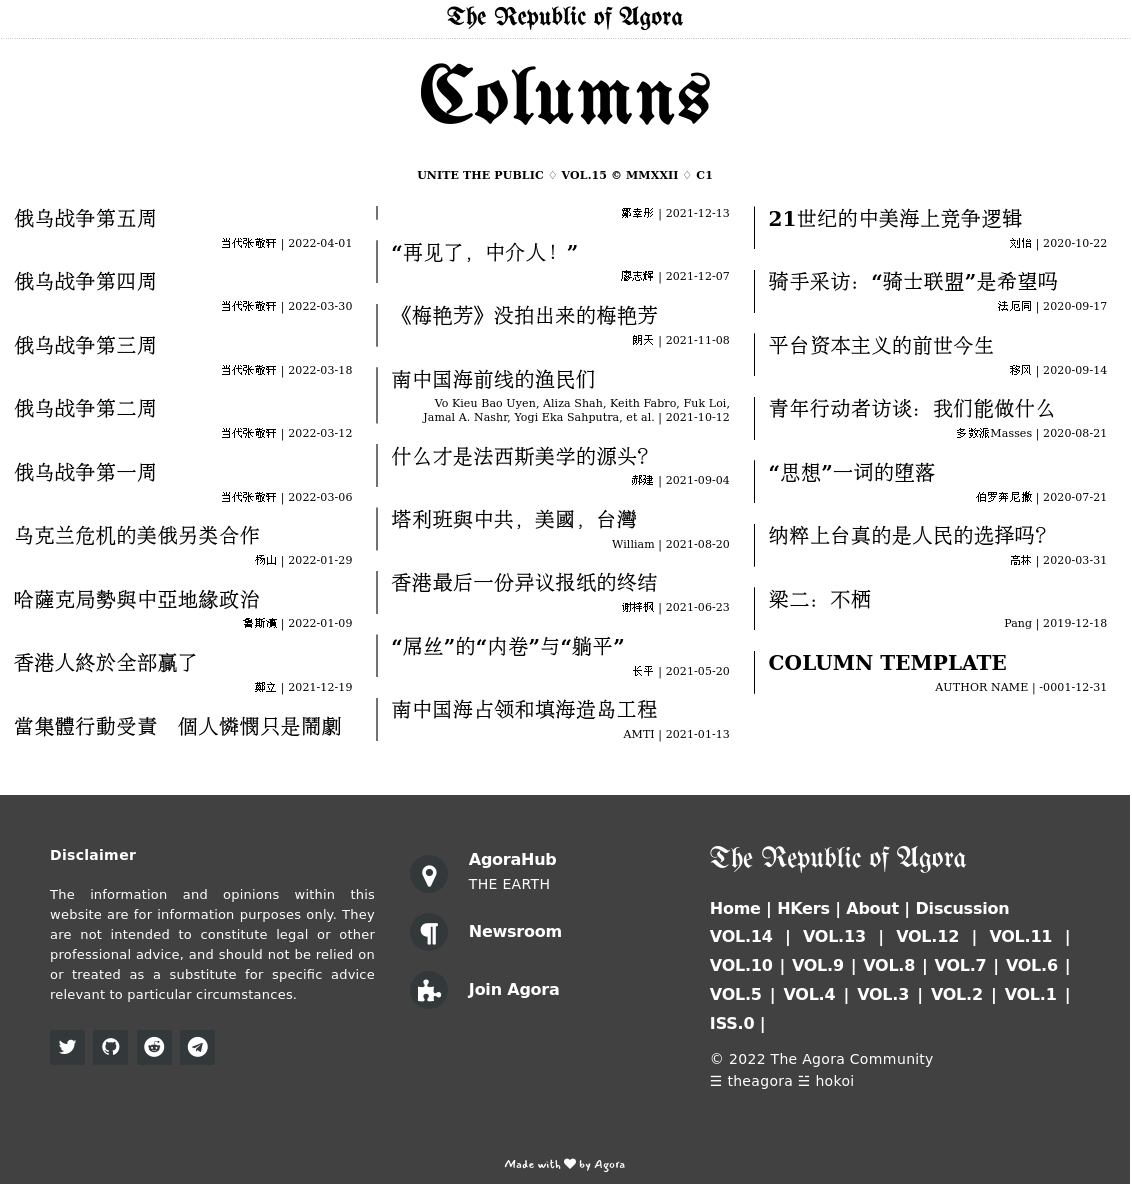 The Republic of Agora
Columns
UNITE THE PUBLIC ♢ VOL.15 © MMXXII ♢ C1
俄乌战争第五周
当代张敬轩 | 2022-04-01
俄乌战争第四周
当代张敬轩 | 2022-03-30
俄乌战争第三周
当代张敬轩 | 2022-03-18
俄乌战争第二周
当代张敬轩 | 2022-03-12
俄乌战争第一周
当代张敬轩 | 2022-03-06
乌克兰危机的美俄另类合作
杨山 | 2022-01-29
哈薩克局勢與中亞地緣政治
魯斯濱 | 2022-01-09
香港人終於全部贏了
鄭立 | 2021-12-19
當集體行動受責　個人憐憫只是鬧劇
鄒幸彤 | 2021-12-13
“再见了，中介人！”
廖志辉 | 2021-12-07
《梅艳芳》没拍出来的梅艳芳
朗天 | 2021-11-08
南中国海前线的渔民们
Vo Kieu Bao Uyen, Aliza Shah, Keith Fabro, Fuk Loi,
Jamal A. Nashr, Yogi Eka Sahputra, et al. | 2021-10-12
什么才是法西斯美学的源头？
郝建 | 2021-09-04
塔利班與中共，美國，台灣
William | 2021-08-20
香港最后一份异议报纸的终结
谢梓枫 | 2021-06-23
“屌丝”的“内卷”与“躺平”
长平 | 2021-05-20
南中国海占领和填海造岛工程
AMTI | 2021-01-13
21世纪的中美海上竞争逻辑
刘怡 | 2020-10-22
骑手采访：“骑士联盟”是希望吗
法厄同 | 2020-09-17
平台资本主义的前世今生
移风 | 2020-09-14
青年行动者访谈：我们能做什么
多数派Masses | 2020-08-21
“思想”一词的堕落
伯罗奔尼撒 | 2020-07-21
纳粹上台真的是人民的选择吗？
高林 | 2020-03-31
梁二：不栖
Pang | 2019-12-18
COLUMN TEMPLATE
AUTHOR NAME | -0001-12-31
Disclaimer
The information and opinions within this
website are for information purposes only. They
are not intended to constitute legal or other
professional advice, and should not be relied on
or treated as a substitute for specific advice
relevant to particular circumstances.
AgoraHub
THE EARTH
Newsroom
Join Agora
The Republic of Agora
Home | HKers | About | Discussion
VOL.14 | VOL.13 | VOL.12 | VOL.11 |
VOL.10 | VOL.9 | VOL.8 | VOL.7 | VOL.6 |
VOL.5 | VOL.4 | VOL.3 | VOL.2 | VOL.1 |
ISS.0 |
© 2022 The Agora Community
☰ theagora ☱ hokoi
Made with ♥ by Agora